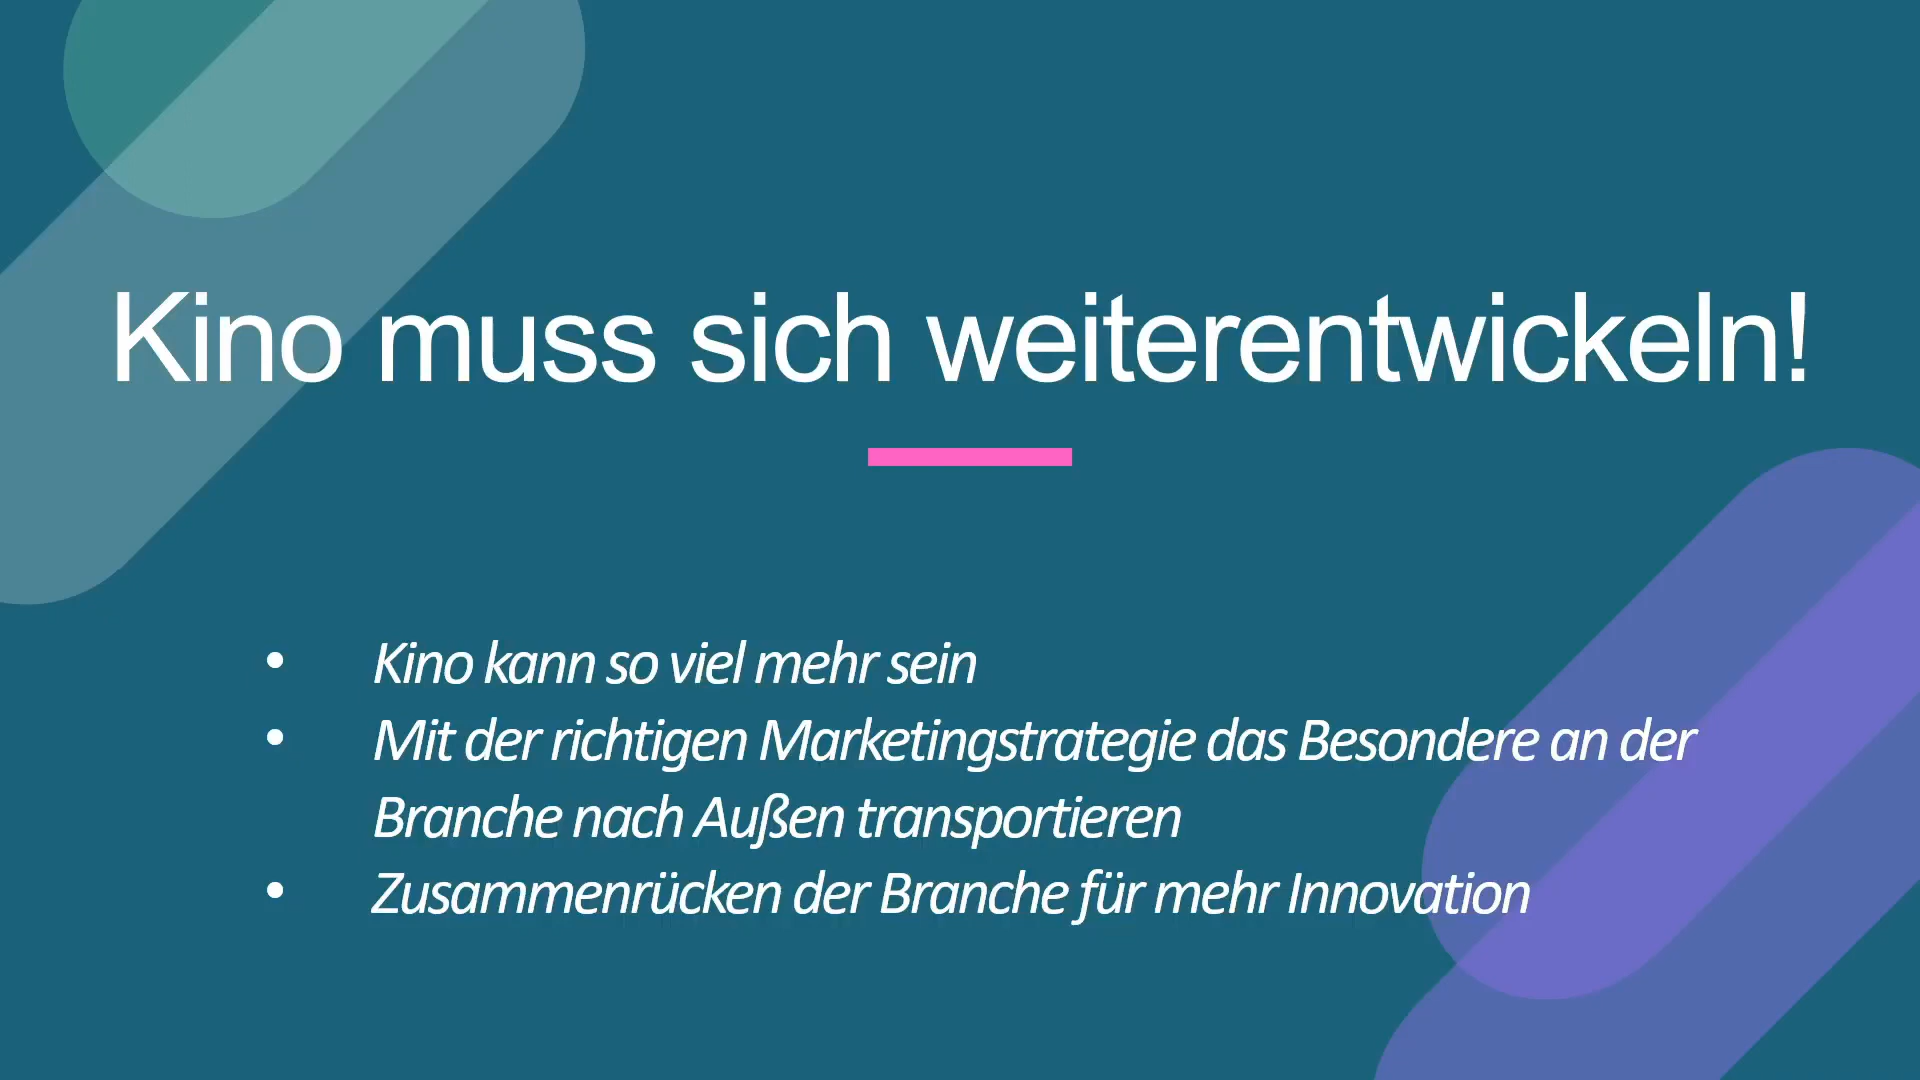 Kino muss sich weiterentwickeln!
• Kino kann so viel mehr sein
• Mit der richtigen Marketingstrategie das Besondere an der
Branche nach Außen transportieren
• Zusammenrücken der Branche für mehr Innovation